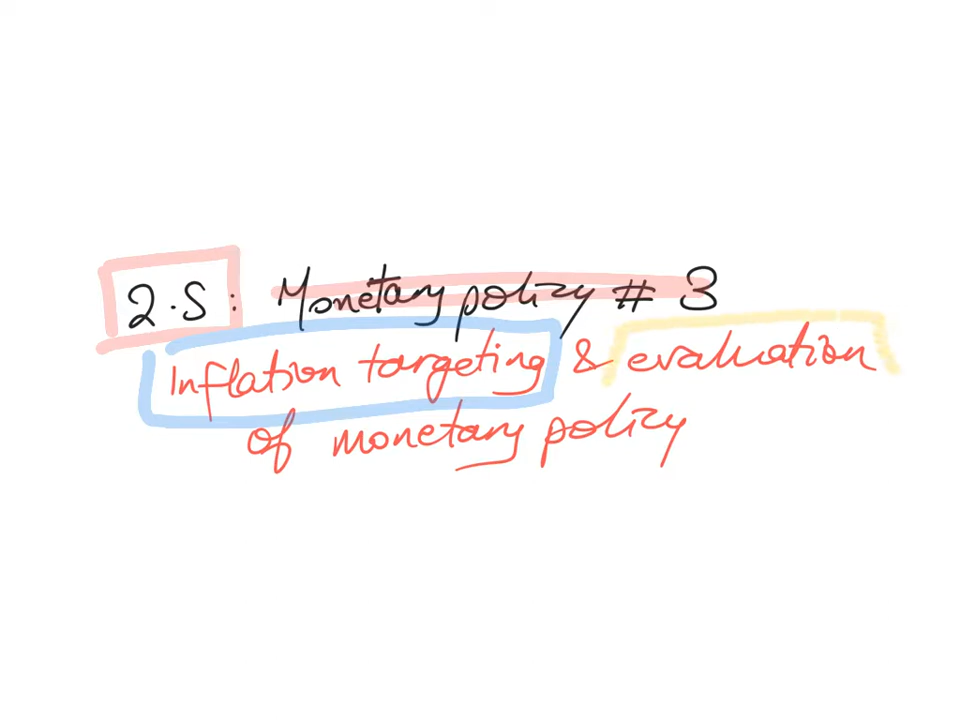 2.5: Monetary policy # 3
Inflation targeting & evaluation
of monetary policy